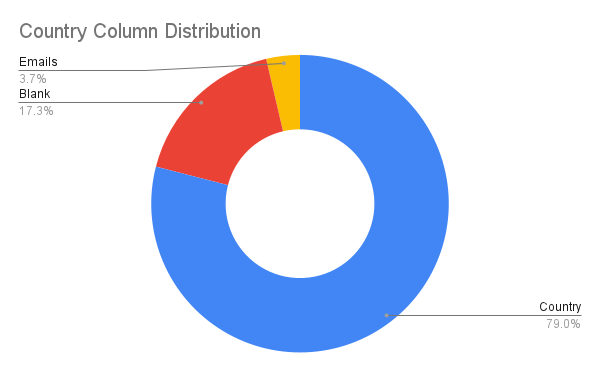 Country Column Distribution
Emails
3.7%
Blank
17.3%
Country
79.0%